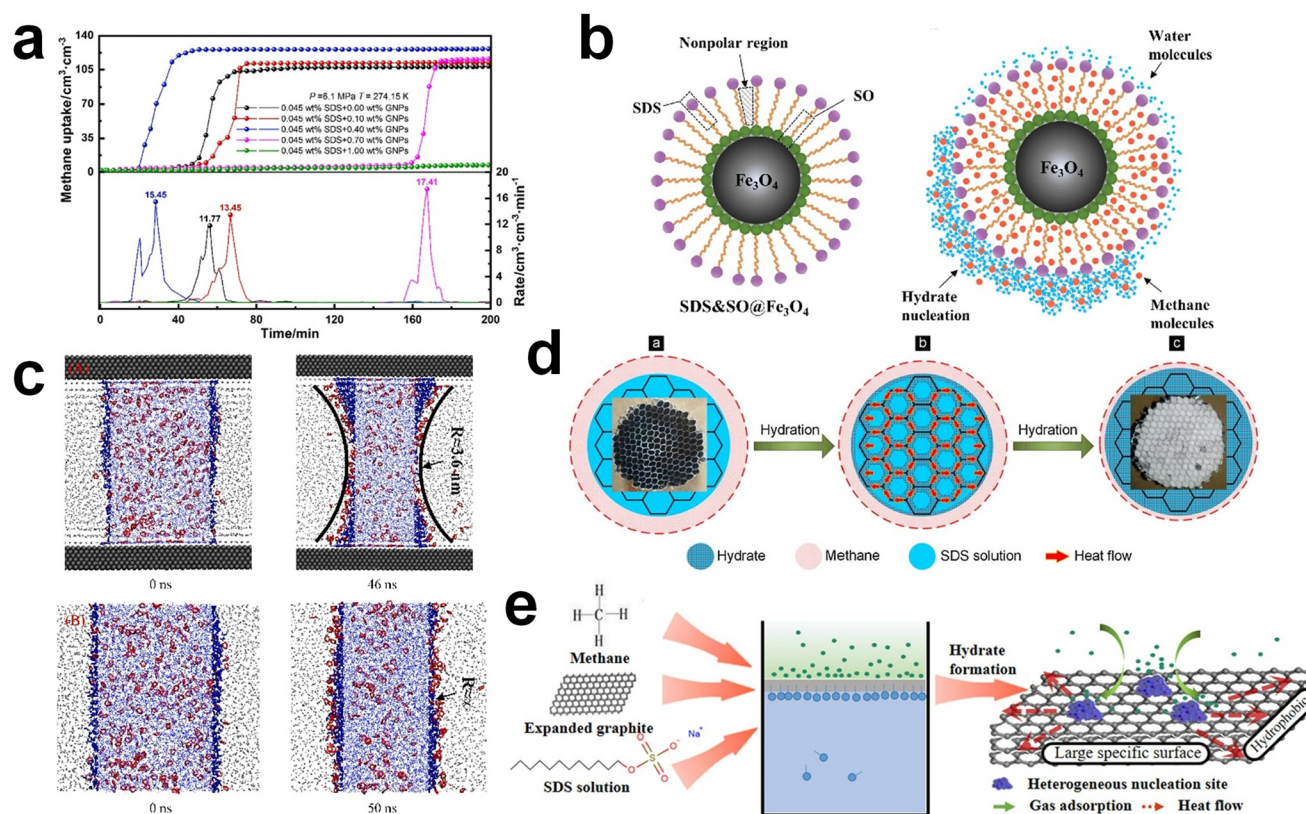 a
140
105
70
35
0
Methane uptake/cm³·cm⁻³
P =6.1 MPa T = 274.15 K
0.045 wt% SDS+0.00 wt% GNPs
0.045 wt% SDS+0.10 wt% GNPs
0.045 wt% SDS+0.40 wt% GNPs
0.045 wt% SDS+0.70 wt% GNPs
0.045 wt% SDS+1.00 wt% GNPs
15.45
11.77
13.45
17.41
20
16
12
8
4
0
Rate/cm³·cm⁻³·min⁻¹
0 40 80 120 160 200
Time/min
b
Nonpolar region
SDS
SO
Fe₃O₄
SDS&SO@Fe₃O₄
Water
molecules
Fe₃O₄
Hydrate
nucleation
Methane
molecules
c
(A)
R≈3.6 nm
0 ns
46 ns
(B)
0 ns
50 ns
d
a
b
c
Hydration
Hydration
Hydrate
Methane
SDS solution
Heat flow
e
H
H C H
H
Methane
Expanded graphite
Na⁺
O
O S O⁻
O
SDS solution
Hydrate
formation
Large specific surface
Hydrophobic
Heterogeneous nucleation site
Gas adsorption
Heat flow